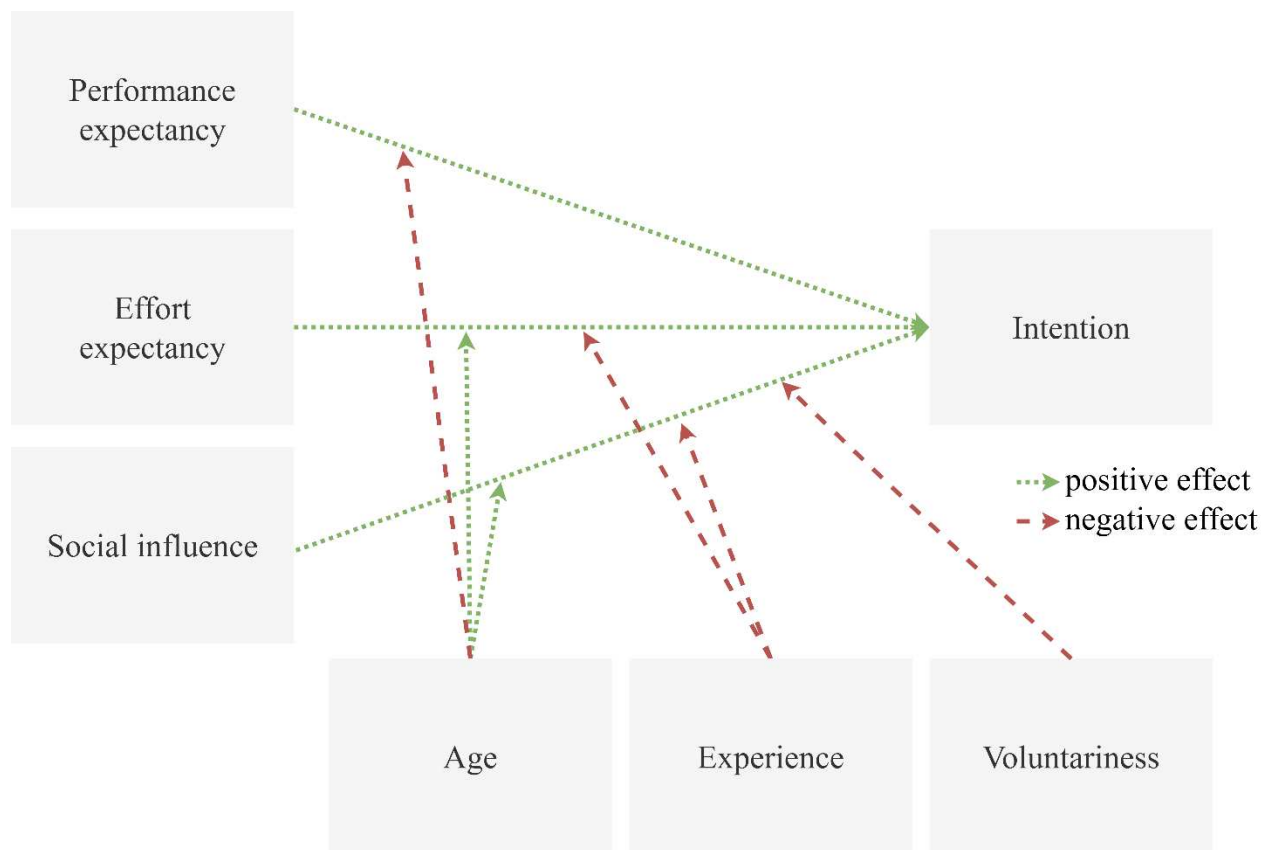 Performance
expectancy
Effort
expectancy
Intention
positive effect
negative effect
Social influence
Age
Experience
Voluntariness